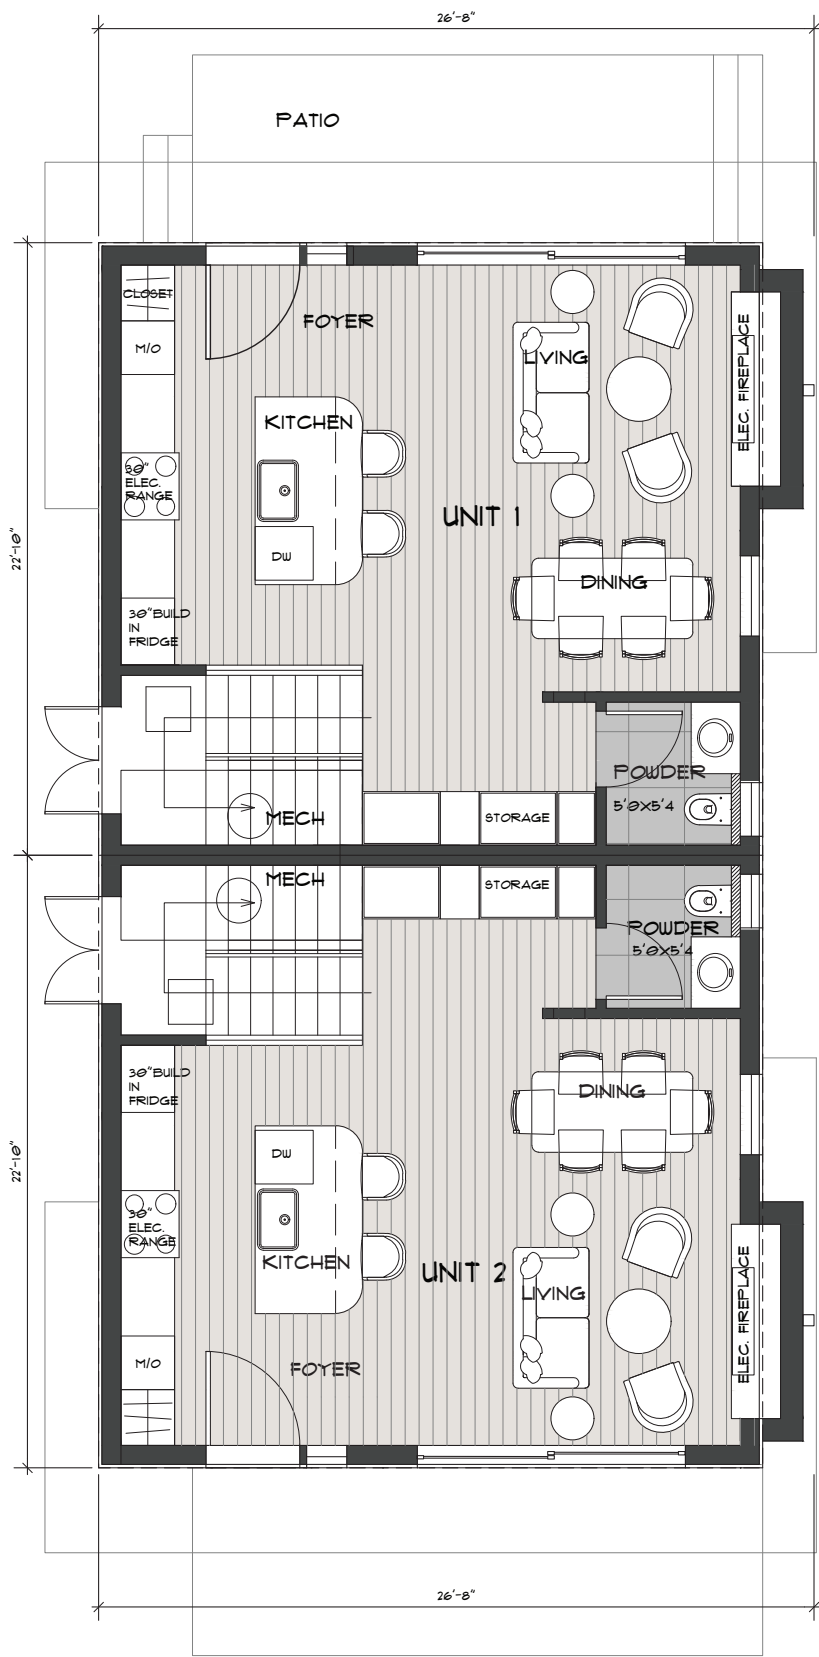 26'-8"
PATIO
CLOSET
FOYER
M/O
LIVING
ELEC. FIREPLACE
KITCHEN
30"
ELEC.
RANGE
UNIT 1
22'-10"
DW
DINING
30"BUILD
IN
FRIDGE
POWDER
5'0X5'4
MECH
STORAGE
MECH
STORAGE
POWDER
5'0X5'4
30"BUILD
IN
FRIDGE
DINING
DW
22'-10"
30"
ELEC.
RANGE
KITCHEN
UNIT 2
LIVING
ELEC. FIREPLACE
M/O
FOYER
26'-8"